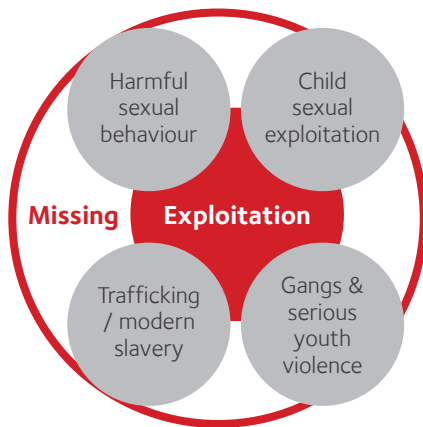 Harmful
sexual
behaviour
Child
sexual
exploitation
Missing
Exploitation
Trafficking
/ modern
slavery
Gangs &
serious
youth
violence